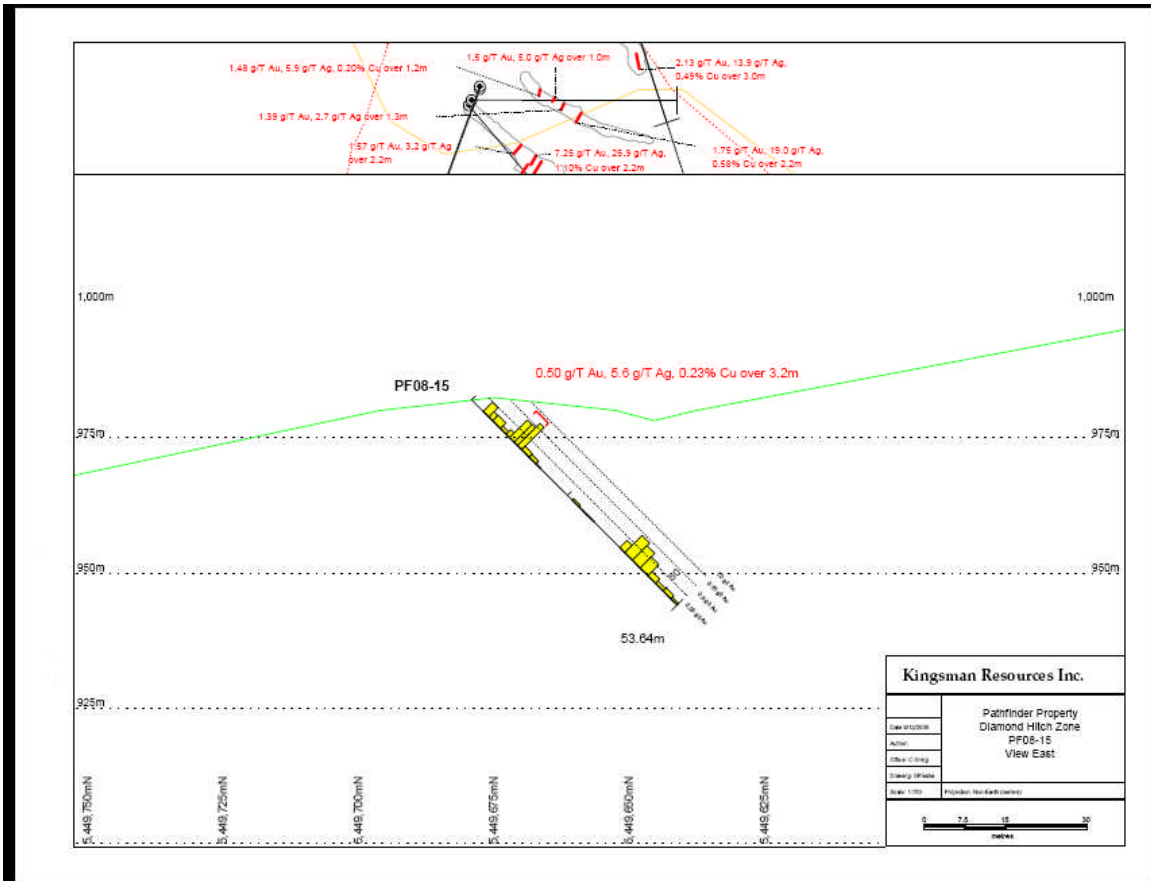 1.5 g/T Au, 5.0 g/T Ag over 1.0m
1.48 g/T Au, 5.9 g/T Ag, 0.20% Cu over 1.2m
2.13 g/T Au, 13.9 g/T Ag,
0.49% Cu over 3.0m
1.39 g/T Au, 2.7 g/T Ag over 1.3m
1.57 g/T Au, 3.2 g/T Ag
over 2.2m
7.25 g/T Au, 25.9 g/T Ag,
1.10% Cu over 2.2m
1.75 g/T Au, 19.0 g/T Ag,
0.58% Cu over 2.2m
1,000m
1,000m
0.50 g/T Au, 5.6 g/T Ag, 0.23% Cu over 3.2m
PF08-15
975m
975m
950m
950m
53.64m
925m
5,449,750mN
5,449,725mN
5,449,700mN
5,449,675mN
5,449,650mN
5,449,625mN
Kingsman Resources Inc.
Pathfinder Property
Diamond Hitch Zone
PF08-15
View East
Author:
Projection: Non-Earth (metres)
0 7.5 15 30
metres